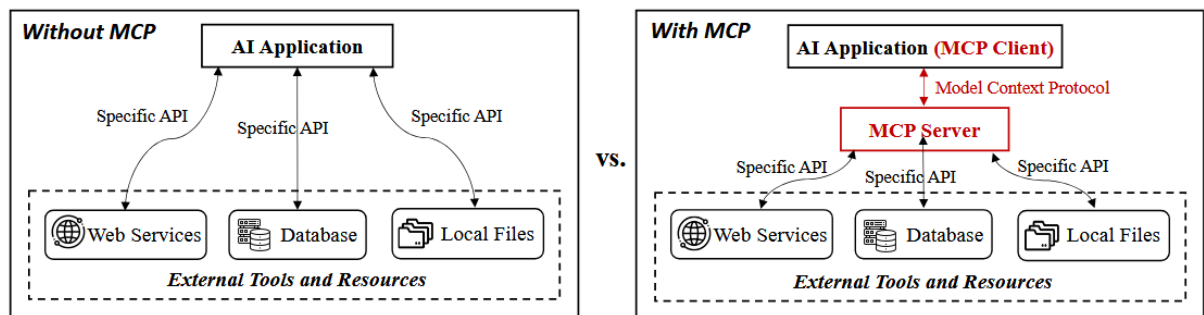 Without MCP
AI Application
Specific API
Specific API
Specific API
Web Services
Database
Local Files
External Tools and Resources
vs.
With MCP
AI Application (MCP Client)
Model Context Protocol
MCP Server
Specific API
Specific API
Specific API
Web Services
Database
Local Files
External Tools and Resources